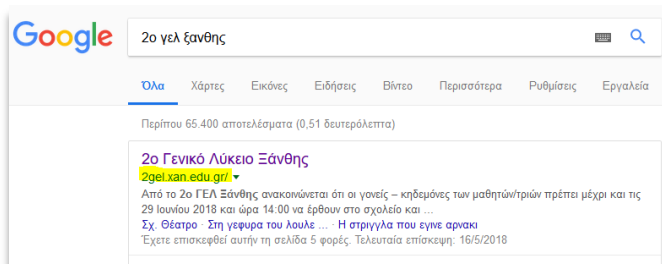 Google
2ο γελ ξανθης
Όλα Χάρτες Εικόνες Ειδήσεις Βίντεο Περισσότερα Ρυθμίσεις Εργαλεία
Περίπου 65.400 αποτελέσματα (0,51 δευτερόλεπτα)
2ο Γενικό Λύκειο Ξάνθης
2gel.xan.edu.gr/
Από το 2ο ΓΕΛ Ξάνθης ανακοινώνεται ότι οι γονείς – κηδεμόνες των μαθητών/τριών πρέπει μέχρι και τις
29 Ιουνίου 2018 και ώρα 14:00 να έρθουν στο σχολείο και ...
Σχ. Θέατρο · Στη γεφυρα του λουλε ... · Η στριγγλα που εγινε αρνακι
Έχετε επισκεφθεί αυτήν τη σελίδα 5 φορές. Τελευταία επίσκεψη: 16/5/2018